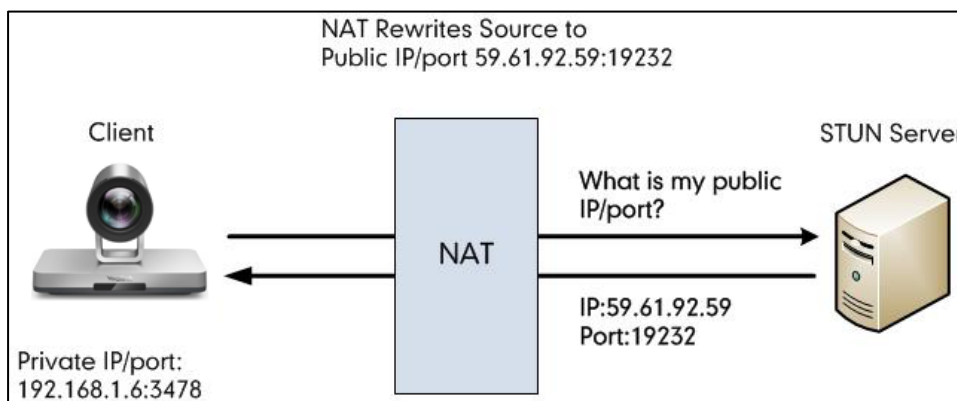 NAT Rewrites Source to
Public IP/port 59.61.92.59:19232
Client
STUN Server
What is my public
IP/port?
NAT
IP:59.61.92.59
Port:19232
Private IP/port:
192.168.1.6:3478